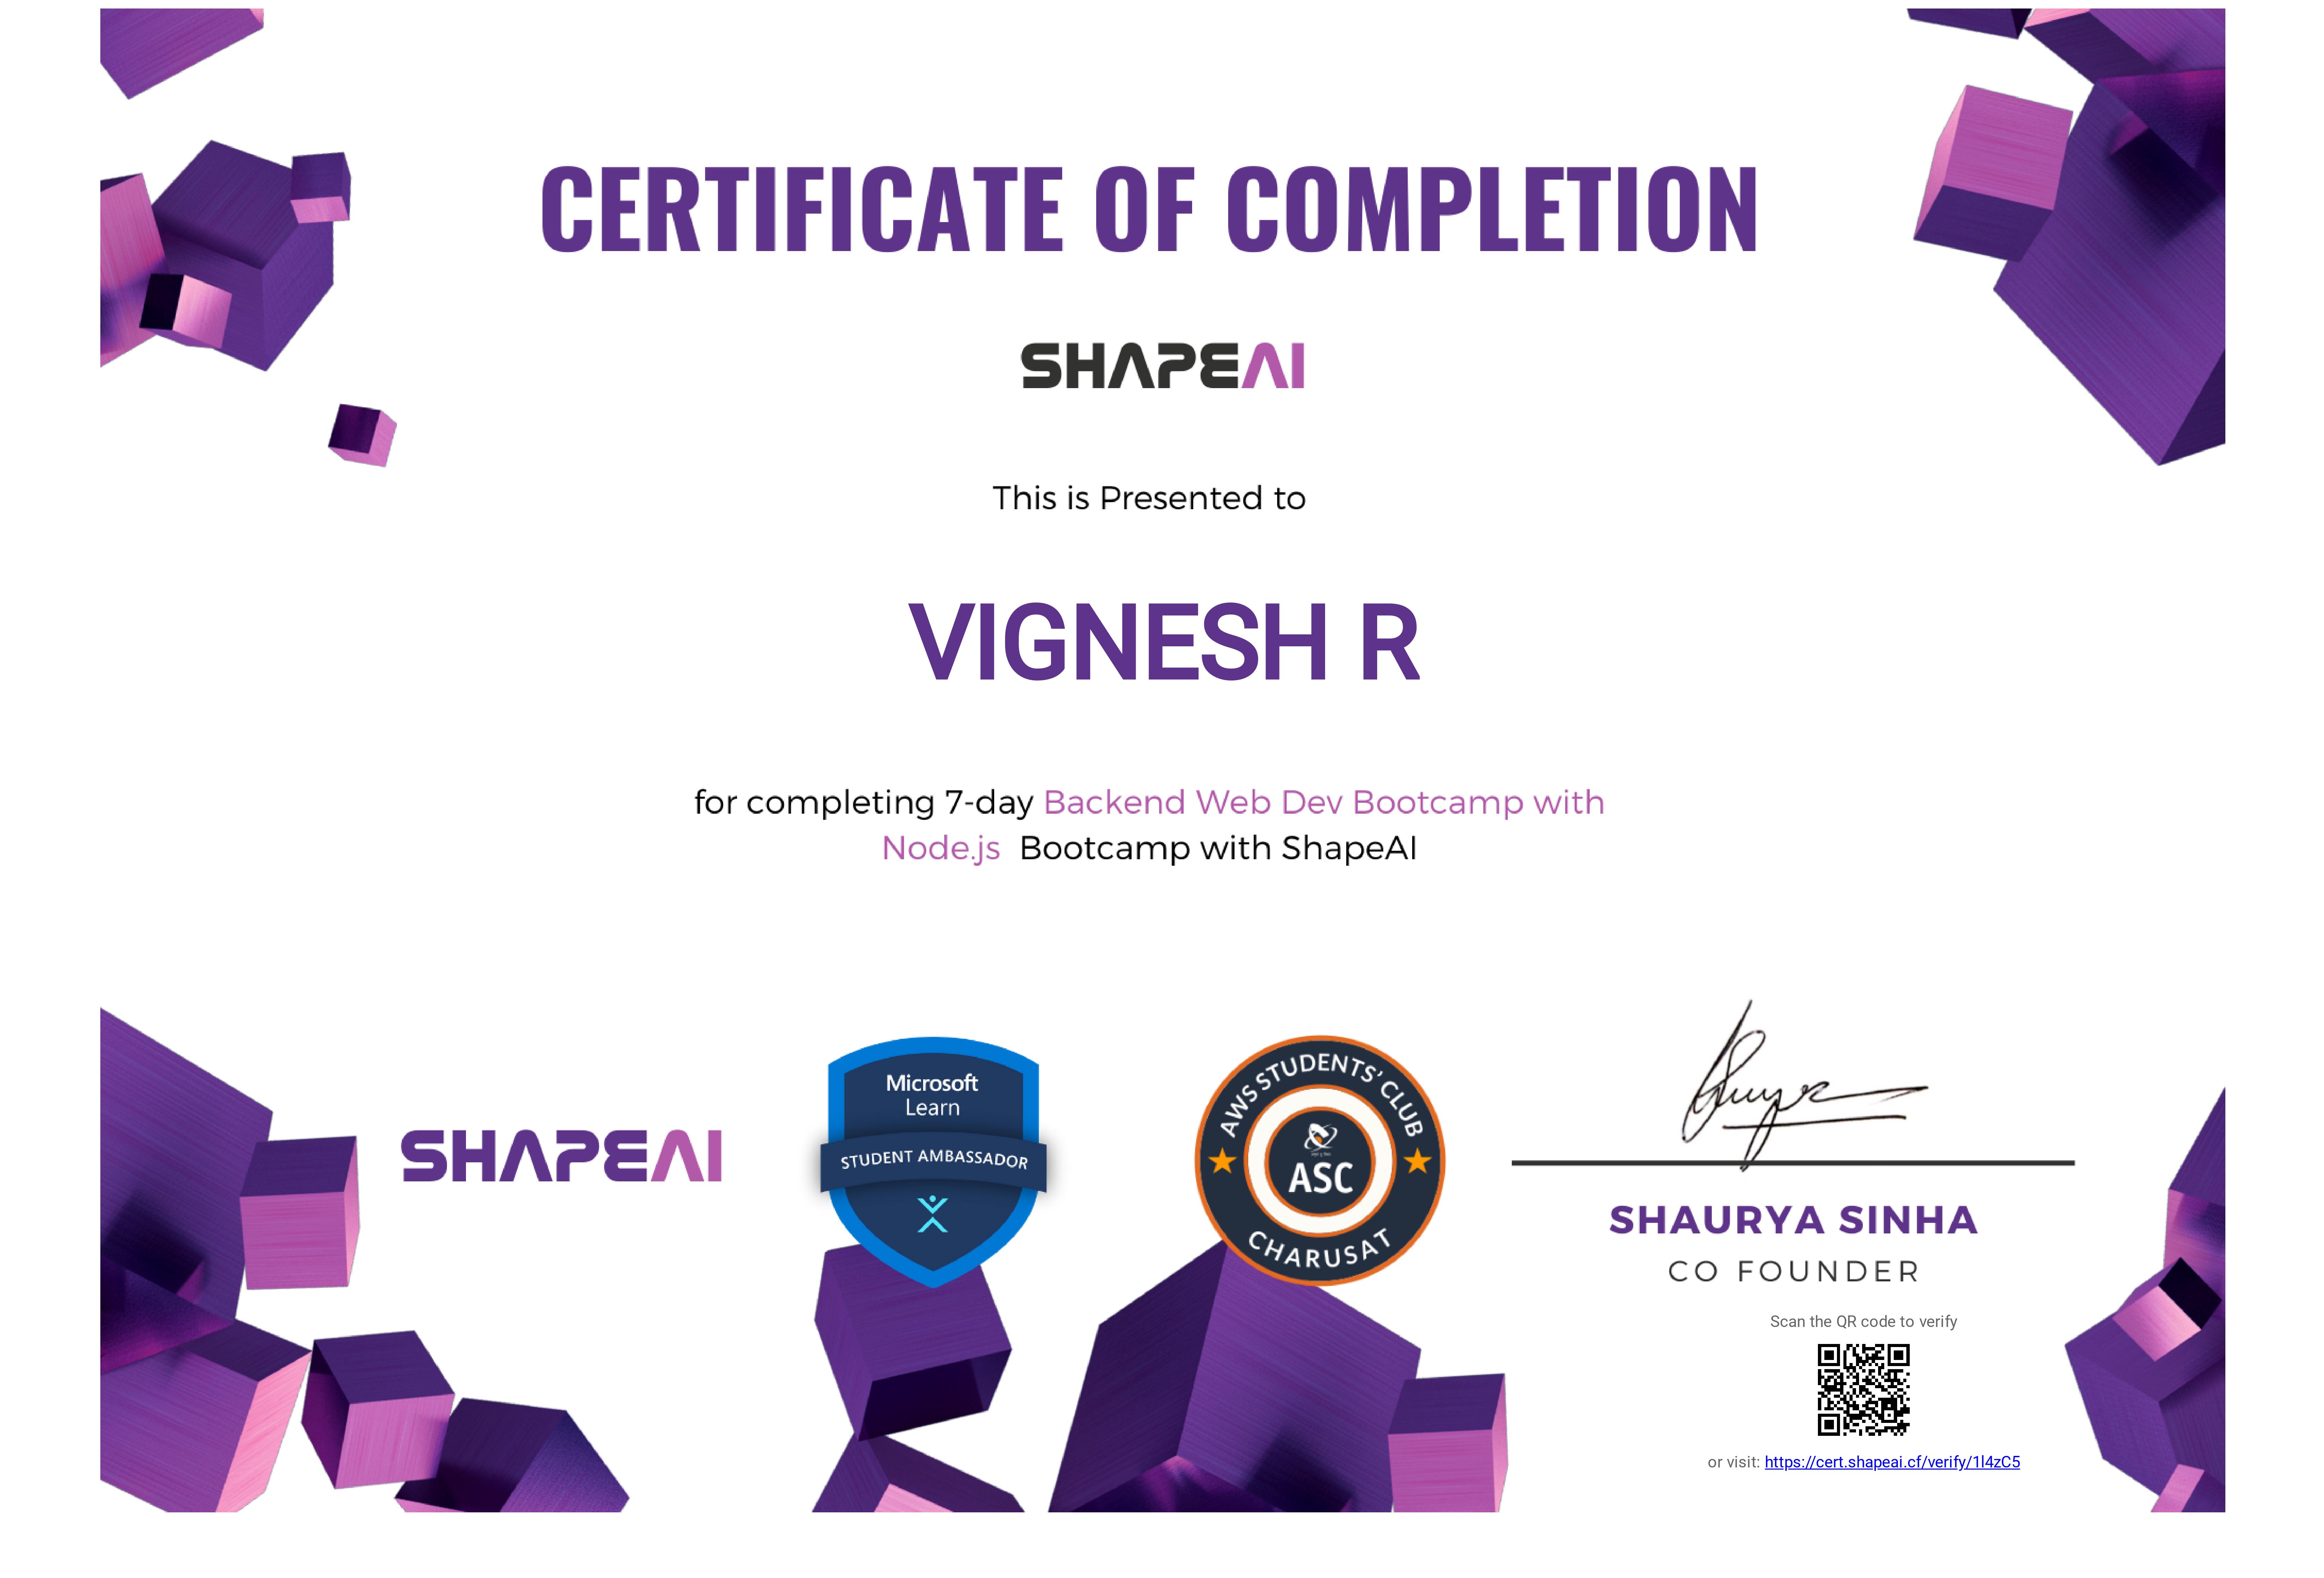 CERTIFICATE OF COMPLETION
SHAPEAI
This is Presented to
VIGNESH R
for completing 7-day Backend Web Dev Bootcamp with
Node.js Bootcamp with ShapeAI
SHAPEAI
Microsoft
Learn
STUDENT AMBASSADOR
AWS STUDENTS' CLUB
ASC
CHARUSAT
SHAURYA SINHA
CO FOUNDER
Scan the QR code to verify
or visit: https://cert.shapeai.cf/verify/1l4zC5